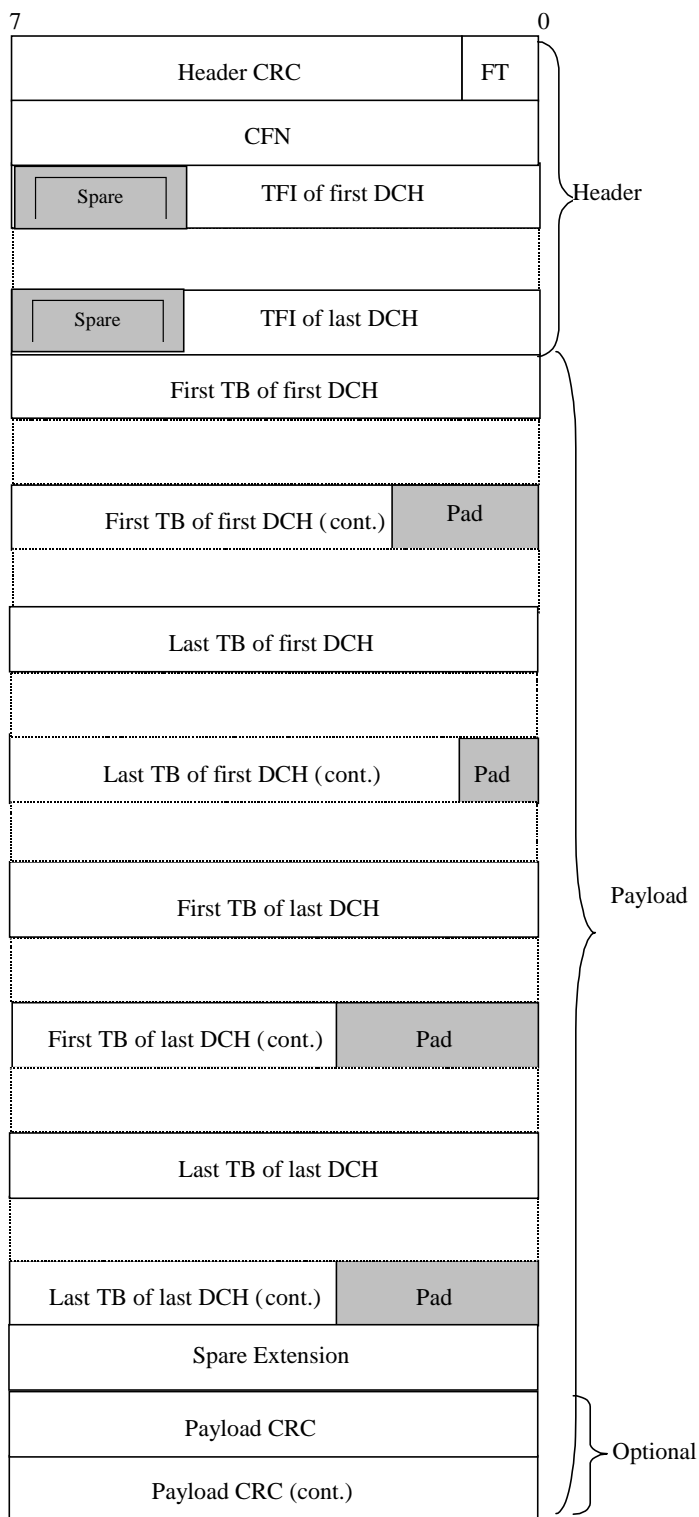 7 0
Header CRC FT
CFN
Spare TFI of first DCH
Header
Spare TFI of last DCH
First TB of first DCH
First TB of first DCH (cont.) Pad
Last TB of first DCH
Last TB of first DCH (cont.) Pad
First TB of last DCH
Payload
First TB of last DCH (cont.) Pad
Last TB of last DCH
Last TB of last DCH (cont.) Pad
Spare Extension
Payload CRC
Optional
Payload CRC (cont.)